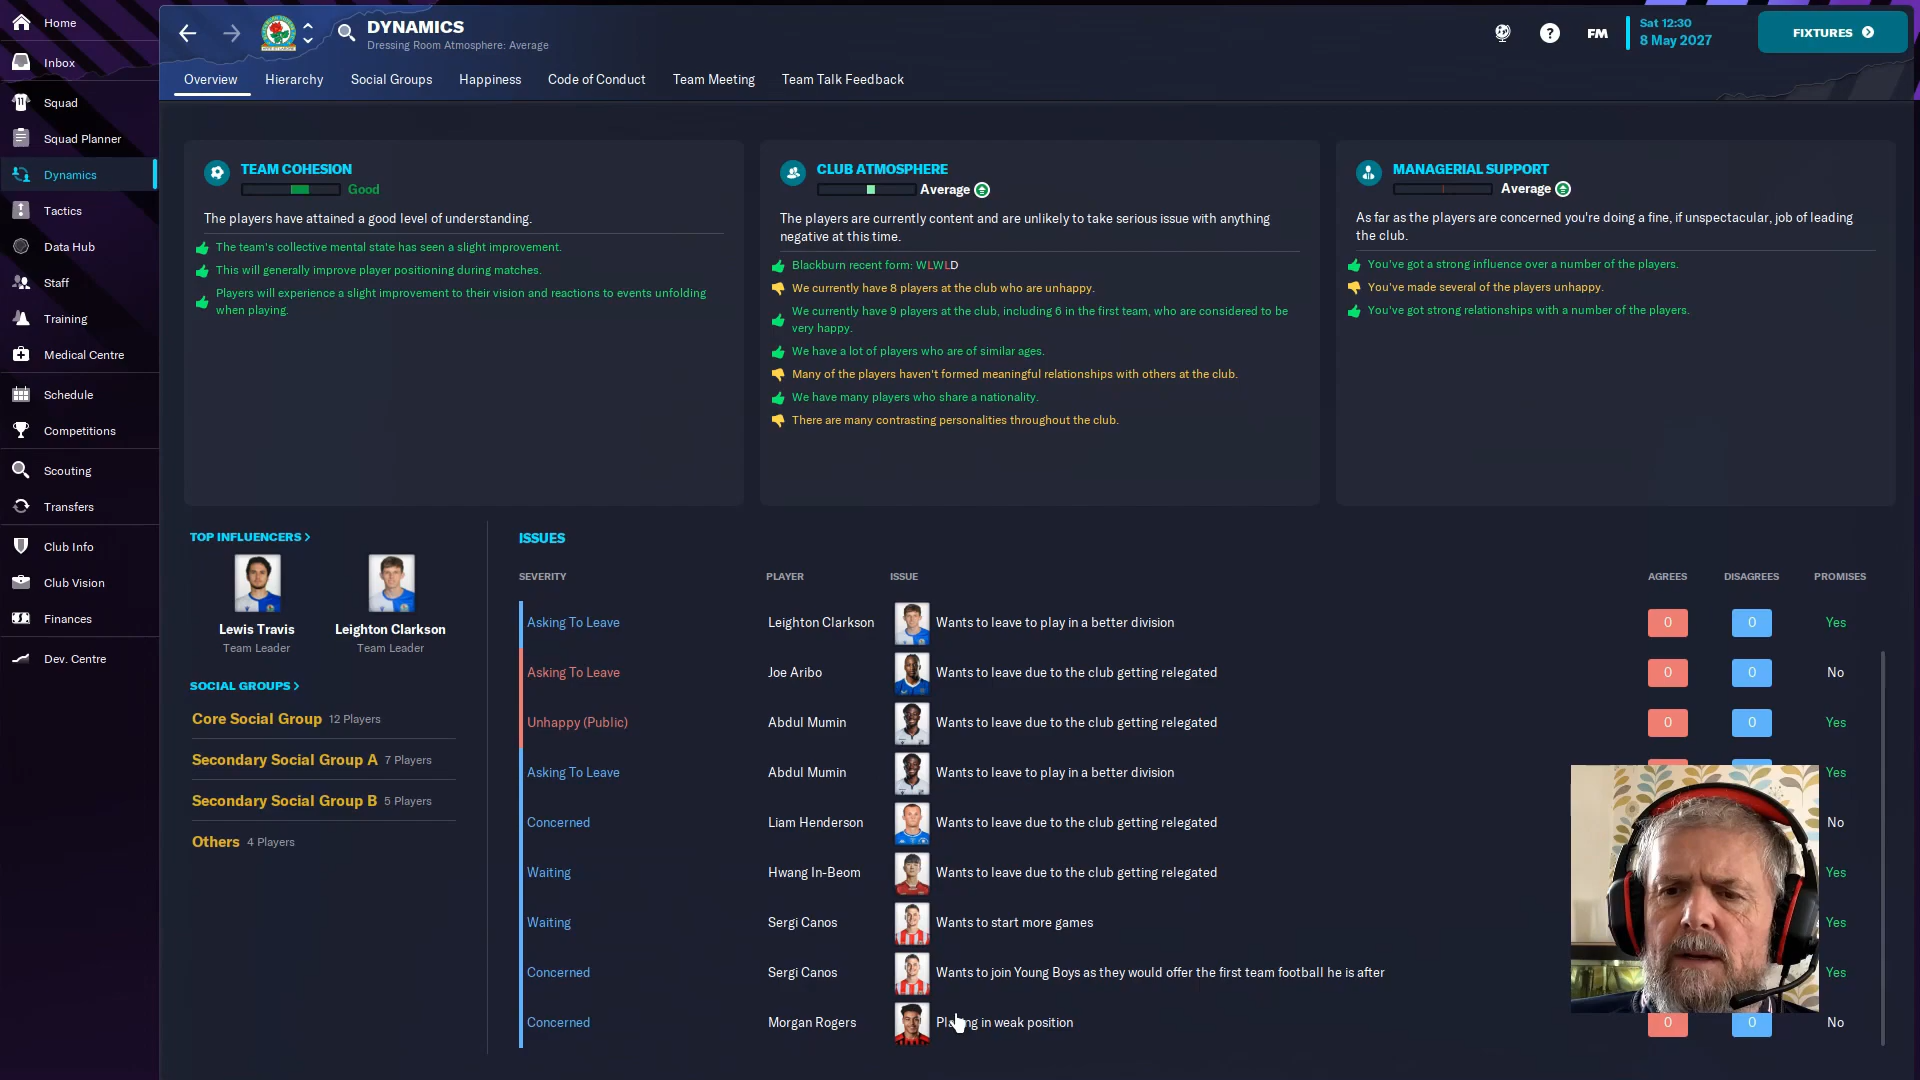 Home
Inbox
Squad
Squad Planner
Dynamics
Tactics
Data Hub
Staff
Training
Medical Centre
Schedule
Competitions
Scouting
Transfers
Club Info
Club Vision
Finances
Dev. Centre
DYNAMICS
Dressing Room Atmosphere: Average
FM
Sat 12:30
8 May 2027
FIXTURES
Overview Hierarchy Social Groups Happiness Code of Conduct Team Meeting Team Talk Feedback
TEAM COHESION
Good
The players have attained a good level of understanding.
The team's collective mental state has seen a slight improvement.
This will generally improve player positioning during matches.
Players will experience a slight improvement to their vision and reactions to events unfolding
when playing.
CLUB ATMOSPHERE
Average
The players are currently content and are unlikely to take serious issue with anything
negative at this time.
Blackburn recent form: WLWLD
We currently have 8 players at the club who are unhappy.
We currently have 9 players at the club, including 6 in the first team, who are considered to be
very happy.
We have a lot of players who are of similar ages.
Many of the players haven't formed meaningful relationships with others at the club.
We have many players who share a nationality.
There are many contrasting personalities throughout the club.
MANAGERIAL SUPPORT
Average
As far as the players are concerned you're doing a fine, if unspectacular, job of leading
the club.
You've got a strong influence over a number of the players.
You've made several of the players unhappy.
You've got strong relationships with a number of the players.
TOP INFLUENCERS >
Lewis Travis
Team Leader
Leighton Clarkson
Team Leader
SOCIAL GROUPS >
Core Social Group 12 Players
Secondary Social Group A 7 Players
Secondary Social Group B 5 Players
Others 4 Players
ISSUES
SEVERITY PLAYER ISSUE AGREES DISAGREES PROMISES
Asking To Leave Leighton Clarkson Wants to leave to play in a better division 0 0 Yes
Asking To Leave Joe Aribo Wants to leave due to the club getting relegated 0 0 No
Unhappy (Public) Abdul Mumin Wants to leave due to the club getting relegated 0 0 Yes
Asking To Leave Abdul Mumin Wants to leave to play in a better division Yes
Concerned Liam Henderson Wants to leave due to the club getting relegated No
Waiting Hwang In-Beom Wants to leave due to the club getting relegated Yes
Waiting Sergi Canos Wants to start more games Yes
Concerned Sergi Canos Wants to join Young Boys as they would offer the first team football he is after Yes
Concerned Morgan Rogers Playing in weak position 0 0 No